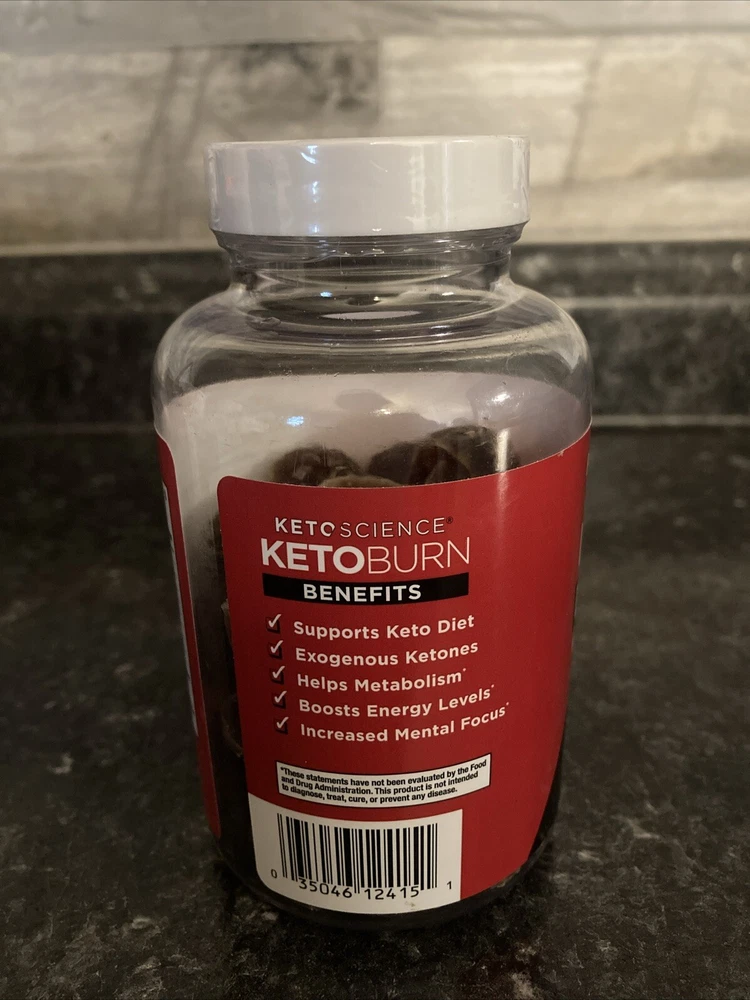 KETOSCIENCE®
KETOBURN
BENEFITS
Supports Keto Diet
Exogenous Ketones
Helps Metabolism*
Boosts Energy Levels*
Increased Mental Focus*
*These statements have not been evaluated by the Food
and Drug Administration. This product is not intended
to diagnose, treat, cure, or prevent any disease.
0 35046 12415 1